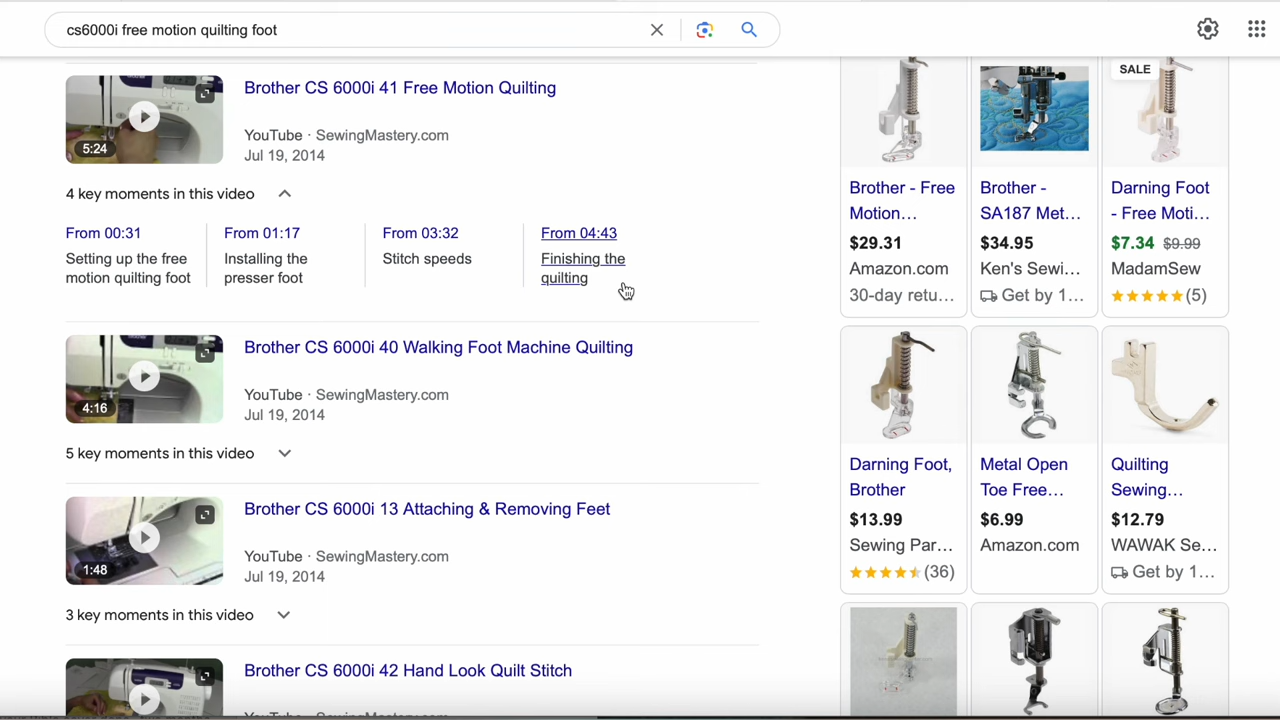 cs6000i free motion quilting foot
Brother CS 6000i 41 Free Motion Quilting
YouTube · SewingMastery.com
Jul 19, 2014
5:24
4 key moments in this video
From 00:31
Setting up the free
motion quilting foot
From 01:17
Installing the
presser foot
From 03:32
Stitch speeds
From 04:43
Finishing the
quilting
Brother CS 6000i 40 Walking Foot Machine Quilting
YouTube · SewingMastery.com
Jul 19, 2014
4:16
5 key moments in this video
Brother CS 6000i 13 Attaching & Removing Feet
YouTube · SewingMastery.com
Jul 19, 2014
1:48
3 key moments in this video
Brother CS 6000i 42 Hand Look Quilt Stitch
YouTube · SewingMastery.com
Brother - Free
Motion...
$29.31
Amazon.com
30-day retu...
Brother -
SA187 Met...
$34.95
Ken's Sewi...
Get by 1...
SALE
Darning Foot
- Free Moti...
$7.34 $9.99
MadamSew
(5)
Darning Foot,
Brother
$13.99
Sewing Par...
(36)
Metal Open
Toe Free...
$6.99
Amazon.com
Quilting
Sewing...
$12.79
WAWAK Se...
Get by 1...